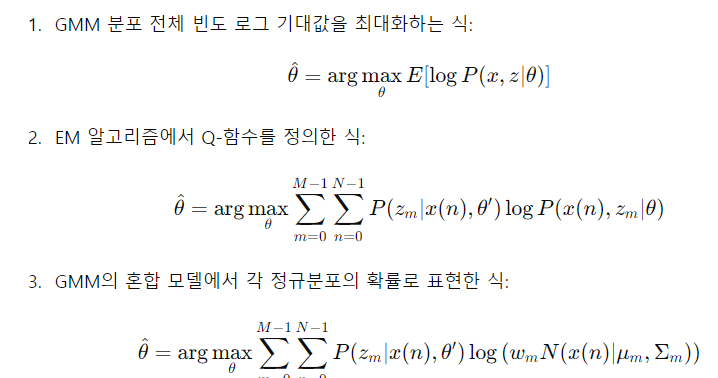 1. GMM 분포 전체 빈도 로그 기대값을 최대화하는 식:
$\hat{\theta} = \arg\max_{\theta} E[\log P(x, z|\theta)]$
2. EM 알고리즘에서 Q-함수를 정의한 식:
$\hat{\theta} = \arg\max_{\theta} \sum_{m=0}^{M-1} \sum_{n=0}^{N-1} P(z_m|x(n), \theta') \log P(x(n), z_m|\theta)$
3. GMM의 혼합 모델에서 각 정규분포의 확률로 표현한 식:
$\hat{\theta} = \arg\max_{\theta} \sum_{m=0}^{M-1} \sum_{n=0}^{N-1} P(z_m|x(n), \theta') \log (w_m N(x(n)|\mu_m, \Sigma_m))$